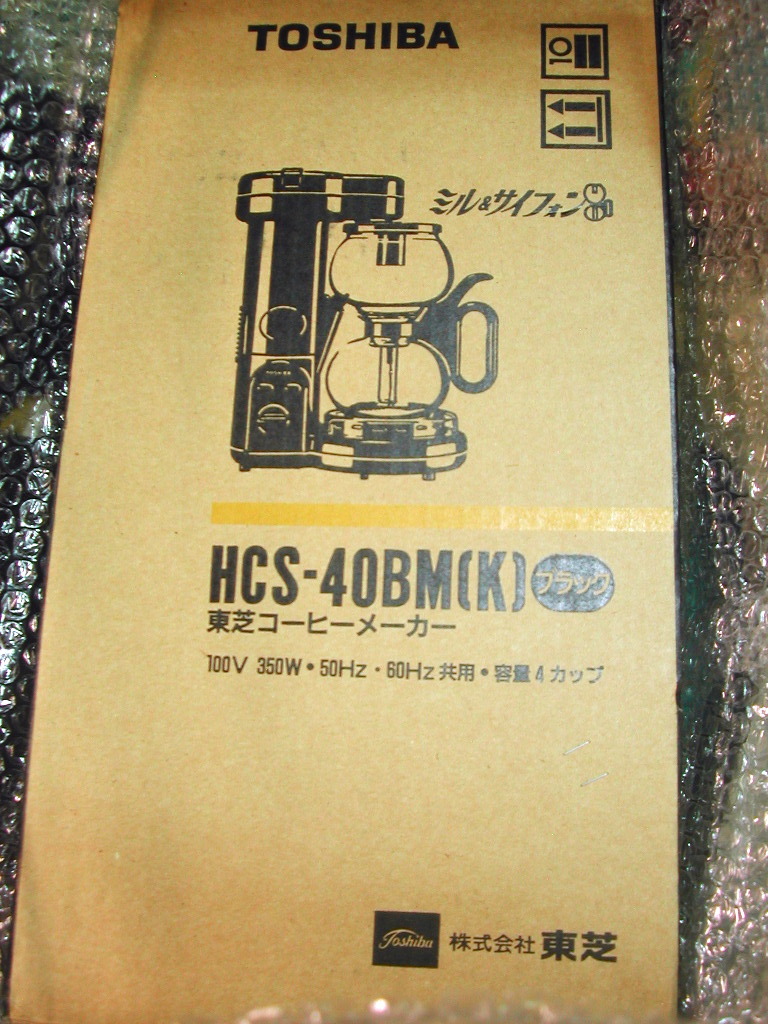 TOSHIBA
10
ミル&サイフォン
TOSHIBA
HCS-40BM(K) ブラック
東芝コーヒーメーカー
100V 350W・50Hz・60Hz共用・容量4カップ
Toshiba 株式会社 東芝